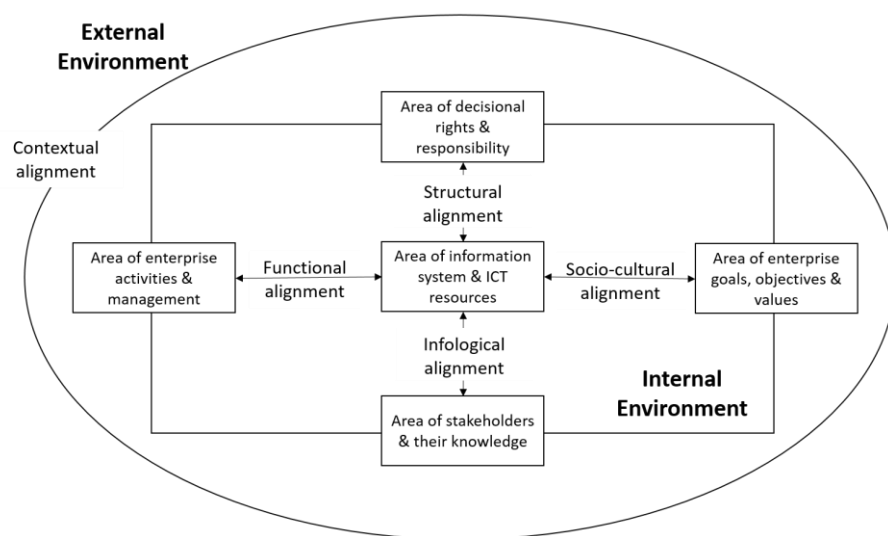 External
Environment
Area of decisional
rights &
responsibility
Contextual
alignment
Structural
alignment
Area of enterprise
activities &
management
Functional
alignment
Area of information
system & ICT
resources
Socio-cultural
alignment
Area of enterprise
goals, objectives &
values
Infological
alignment
Internal
Environment
Area of stakeholders
& their knowledge